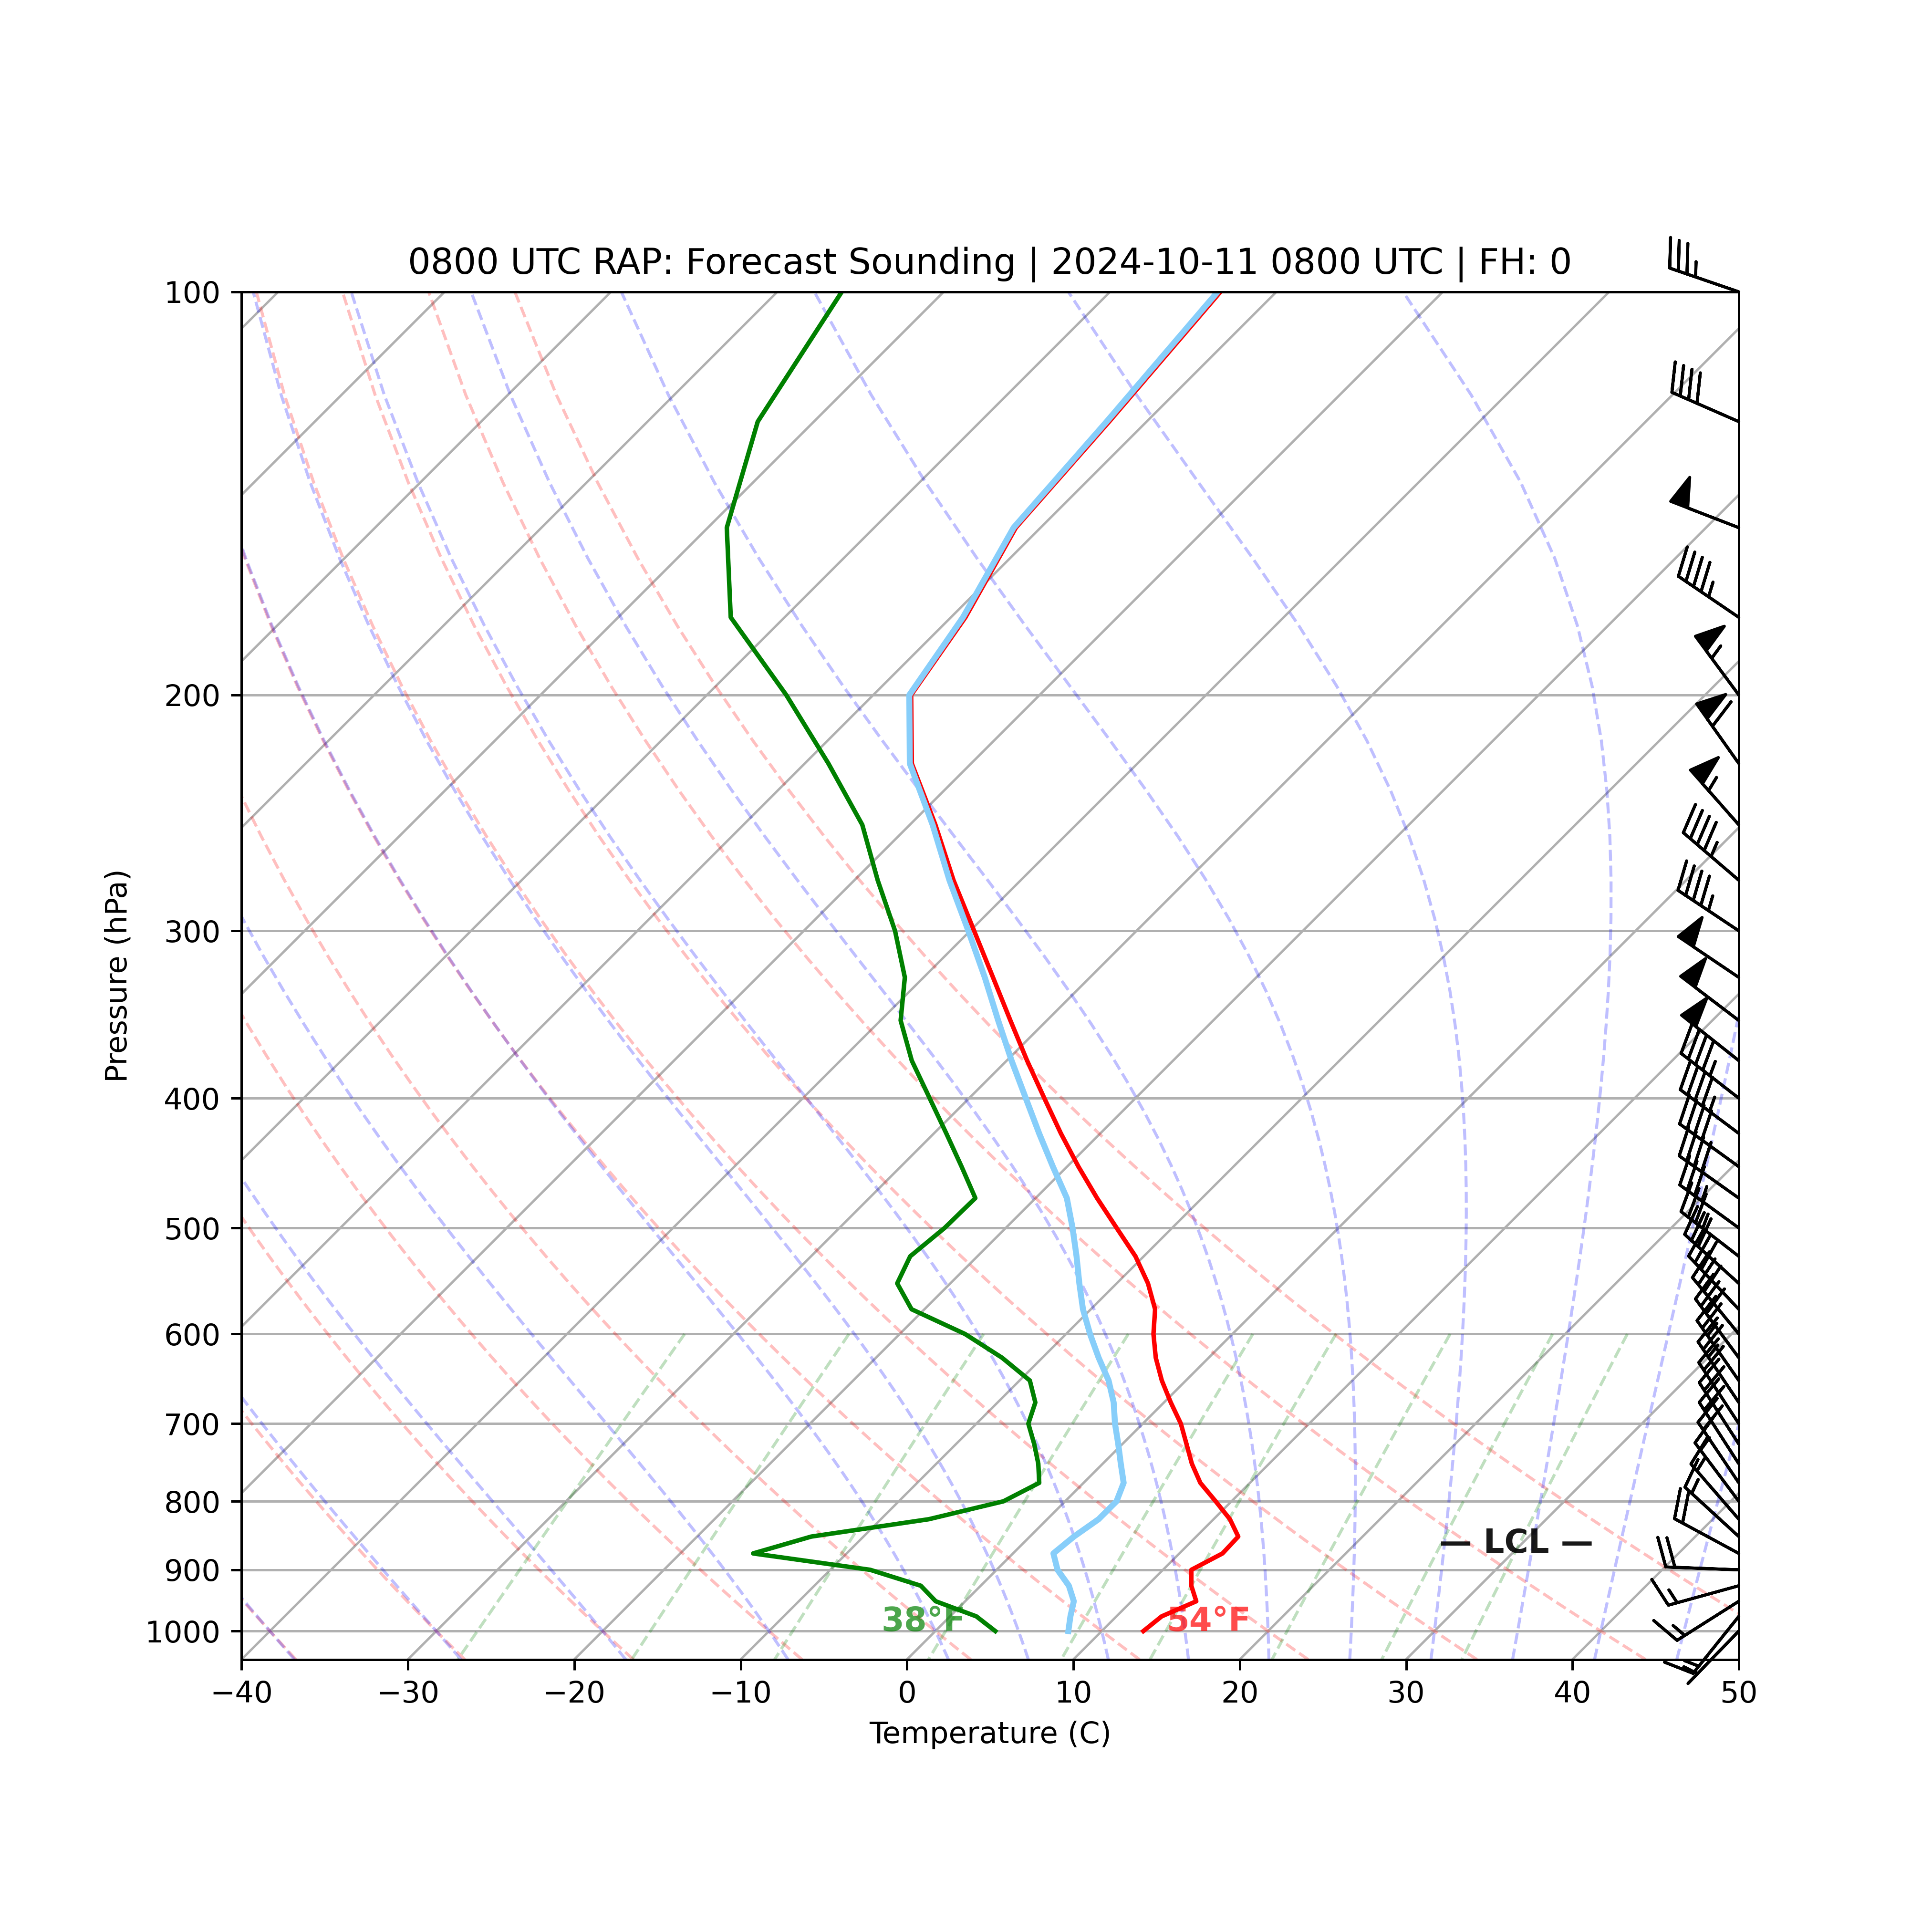 0800 UTC RAP: Forecast Sounding | 2024-10-11 0800 UTC | FH: 0
100
200
300
400
500
600
700
800
900
1000
Pressure (hPa)
— LCL —
38°F
54°F
−40 −30 −20 −10 0 10 20 30 40 50
Temperature (C)